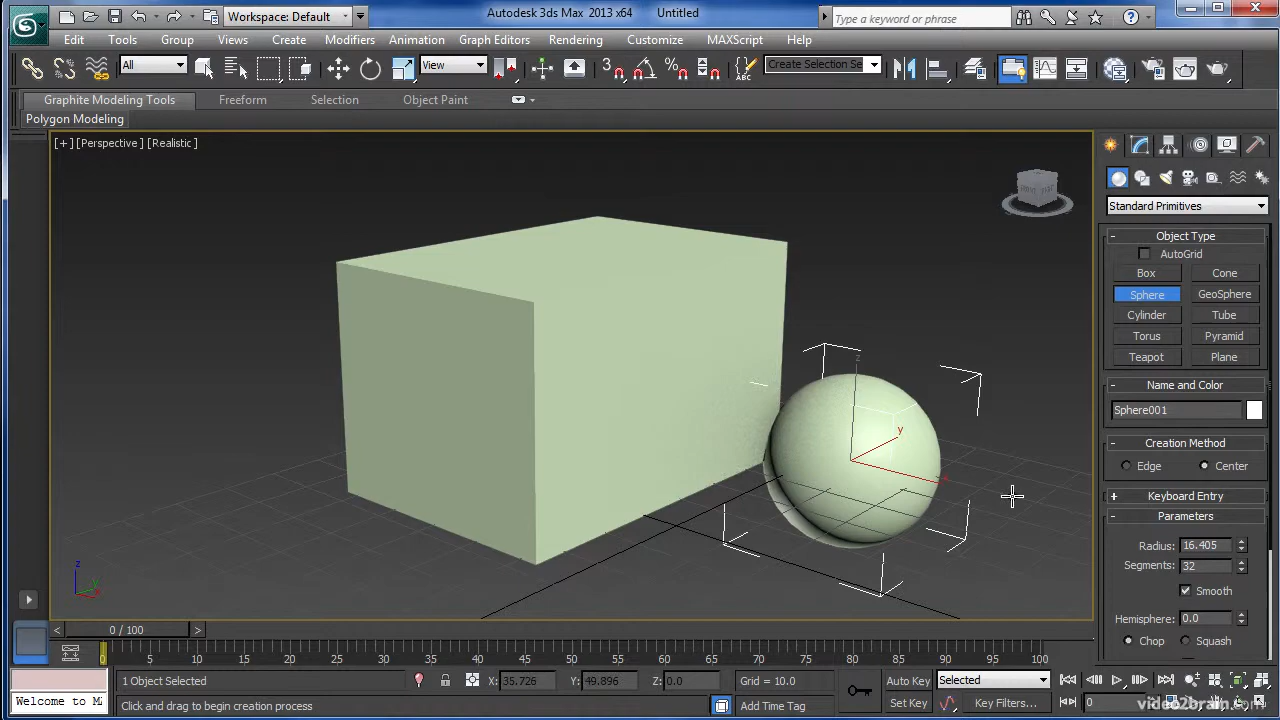 Workspace: Default
Autodesk 3ds Max 2013 x64 Untitled
Type a keyword or phrase
Edit Tools Group Views Create Modifiers Animation Graph Editors Rendering Customize MAXScript Help
All
View
3
Create Selection Se
Graphite Modeling Tools Freeform Selection Object Paint
Polygon Modeling
[+] [Perspective] [Realistic]
Standard Primitives
- Object Type
AutoGrid
Box Cone
Sphere GeoSphere
Cylinder Tube
Torus Pyramid
Teapot Plane
- Name and Color
Sphere001
- Creation Method
Edge Center
+ Keyboard Entry
- Parameters
Radius: 16.405
Segments: 32
Smooth
Hemisphere: 0.0
Chop Squash
z
y
x
z
y
x
< 0 / 100 >
0 5 10 15 20 25 30 35 40 45 50 55 60 65 70 75 80 85 90 95 100
1 Object Selected X: 35.726 Y: 49.896 Z: 0.0 Grid = 10.0 Auto Key Selected
Welcome to M
Click and drag to begin creation process Add Time Tag Set Key Key Filters... 0
video2brain.com